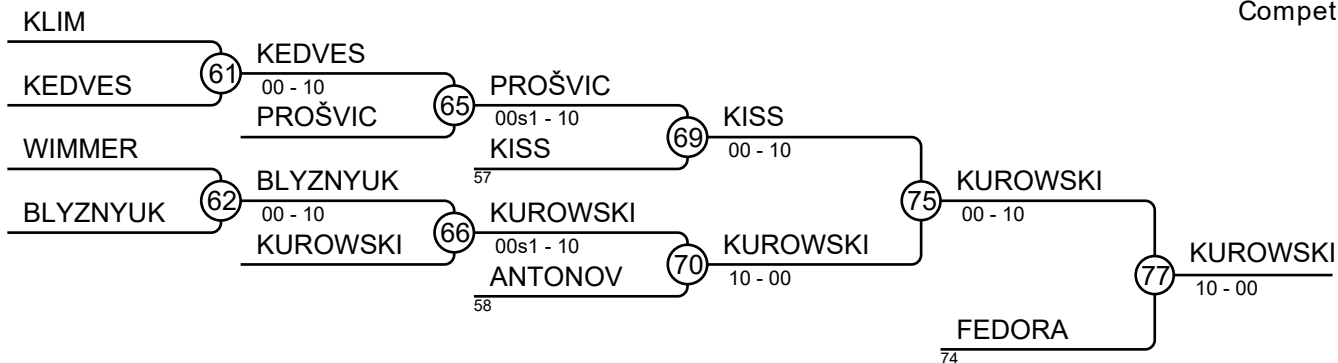 Compet
KLIM
KEDVES
61
KEDVES
00 - 10
PROŠVIC
65
PROŠVIC
00s1 - 10
KISS
57
69
KISS
00 - 10
WIMMER
BLYZNYUK
62
BLYZNYUK
00 - 10
KUROWSKI
66
KUROWSKI
00s1 - 10
ANTONOV
58
70
KUROWSKI
10 - 00
75
KUROWSKI
00 - 10
FEDORA
74
77
KUROWSKI
10 - 00